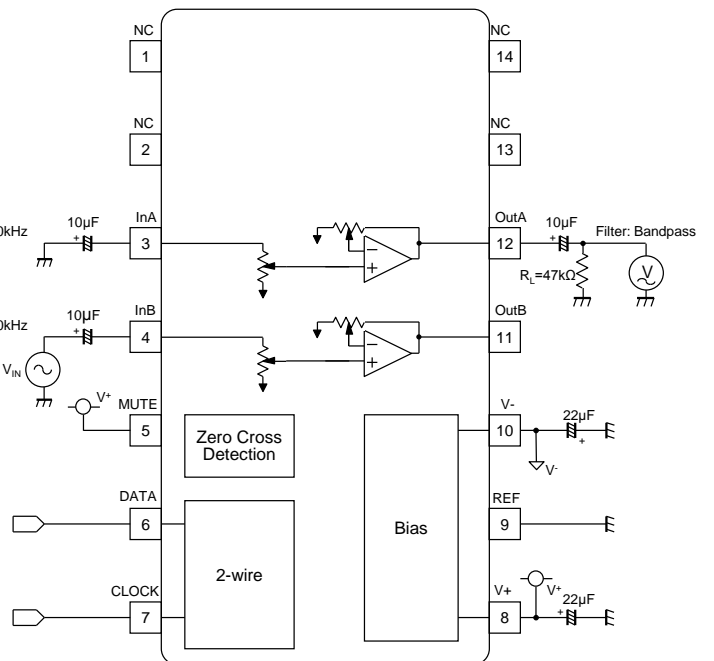 NC
1
NC
14
NC
2
NC
13
0kHz
10µF
+
InA
3
−
+
OutA
12
10µF
+
Filter: Bandpass
RL=47kΩ
V
0kHz
10µF
+
InB
4
−
+
OutB
11
VIN
V+
MUTE
5
Zero Cross
Detection
V-
10
22µF
+
V-
DATA
6
2-wire
Bias
REF
9
CLOCK
7
V+
8
V+
22µF
+